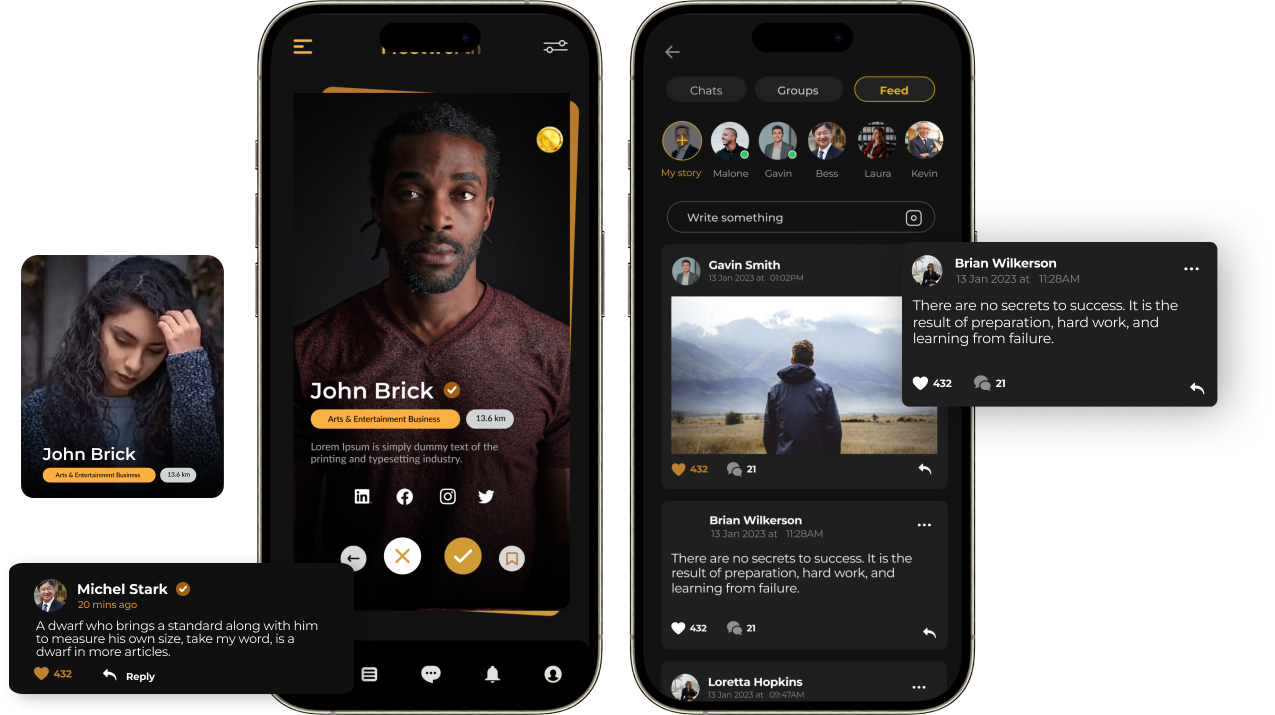 John Brick
Arts & Entertainment Business
13.6 km
Michel Stark
20 mins ago
A dwarf who brings a standard along with him
to measure his own size, take my word, is a
dwarf in more articles.
432
Reply
John Brick
Arts & Entertainment Business
13.6 km
Lorem Ipsum is simply dummy text of the
printing and typesetting industry.
Chats
Groups
Feed
My story
Malone
Gavin
Bess
Laura
Kevin
Write something
Gavin Smith
13 Jan 2023 at 01:02PM
432
21
Brian Wilkerson
13 Jan 2023 at 11:28AM
There are no secrets to success. It is the
result of preparation, hard work, and
learning from failure.
432
21
Loretta Hopkins
13 Jan 2023 at 09:47AM
Brian Wilkerson
13 Jan 2023 at 11:28AM
There are no secrets to success. It is the
result of preparation, hard work, and
learning from failure.
432
21